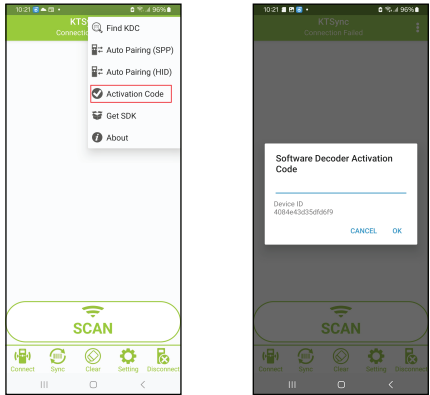 10:21
96%
KTS
Connectio
Find KDC
Auto Pairing (SPP)
Auto Pairing (HID)
Activation Code
Get SDK
About
SCAN
Connect
Sync
Clear
Setting
Disconnect
10:21
96%
KTSync
Connection Failed
Software Decoder Activation
Code
Device ID
4084e43d35dfd6f9
CANCEL
OK
SCAN
Connect
Sync
Clear
Setting
Disconnect